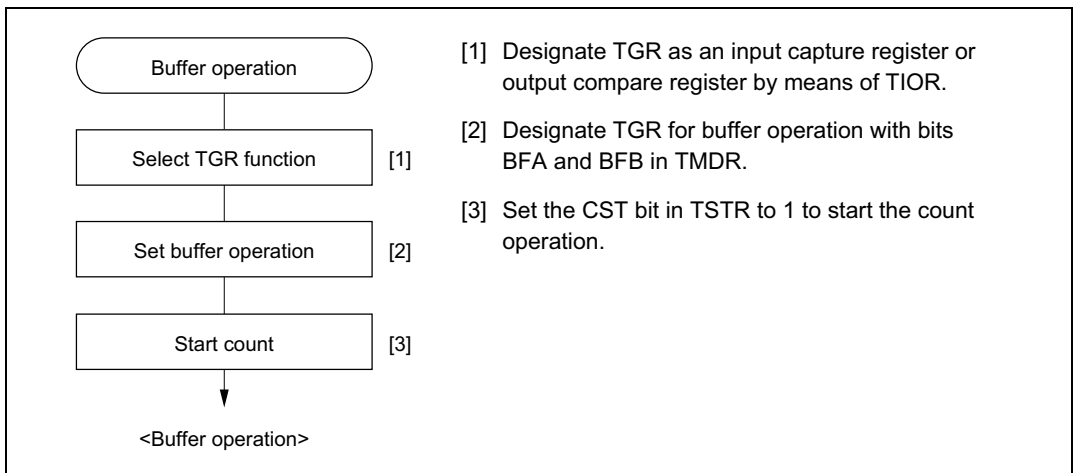 Buffer operation
Select TGR function [1]
Set buffer operation [2]
Start count [3]
<Buffer operation>
[1] Designate TGR as an input capture register or
output compare register by means of TIOR.
[2] Designate TGR for buffer operation with bits
BFA and BFB in TMDR.
[3] Set the CST bit in TSTR to 1 to start the count
operation.